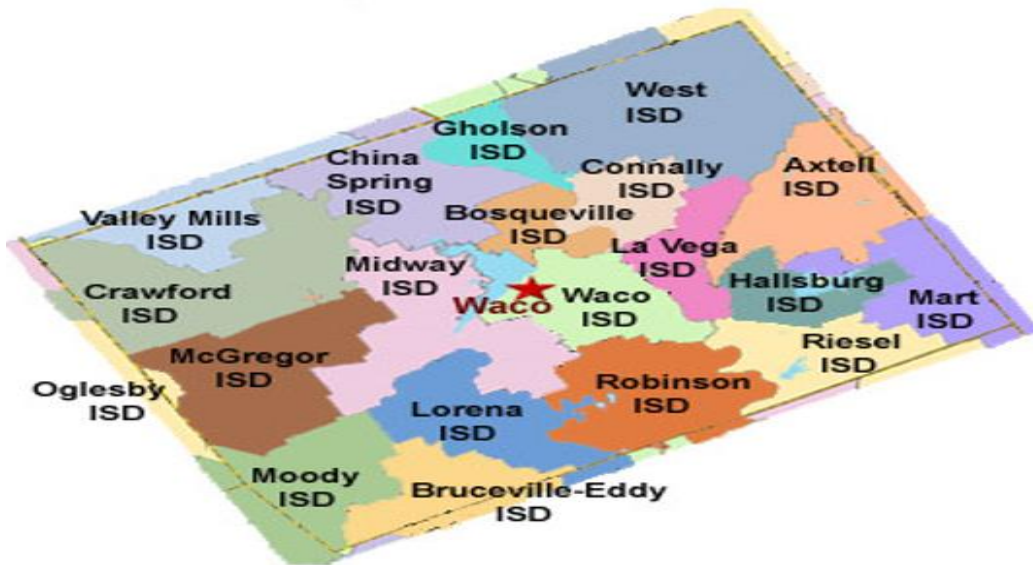 West
ISD
Gholson
ISD
China
Spring
ISD
Connally
ISD
Axtell
ISD
Valley Mills
ISD
Bosqueville
ISD
La Vega
ISD
Midway
ISD
Crawford
ISD
Waco
Waco
ISD
Hallsburg
ISD
Mart
ISD
McGregor
ISD
Riesel
ISD
Oglesby
ISD
Robinson
ISD
Lorena
ISD
Moody
ISD
Bruceville-Eddy
ISD